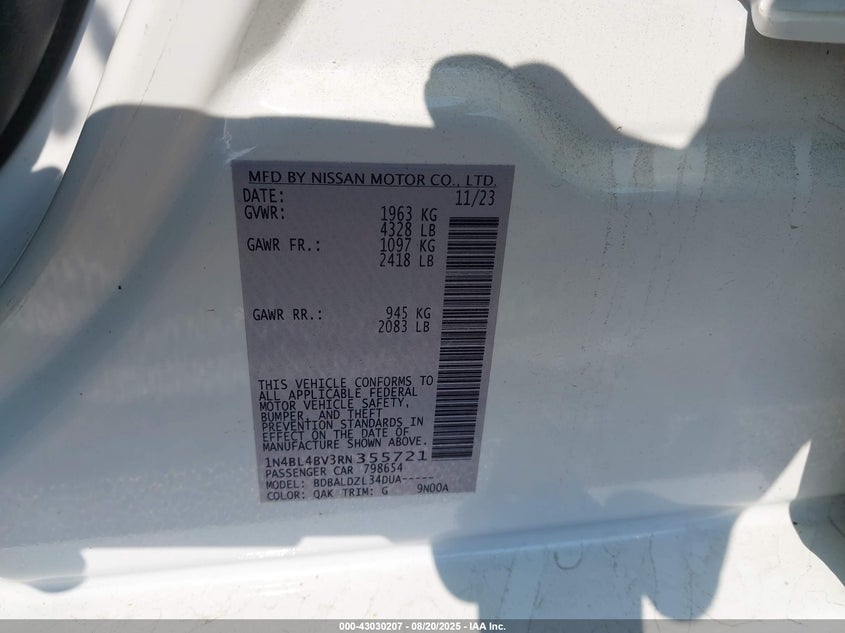 MFD BY NISSAN MOTOR CO., LTD.
DATE: 11/23
GVWR: 1963 KG
4328 LB
GAWR FR.: 1097 KG
2418 LB
GAWR RR.: 945 KG
2083 LB
THIS VEHICLE CONFORMS TO
ALL APPLICABLE FEDERAL
MOTOR VEHICLE SAFETY,
BUMPER, AND THEFT
PREVENTION STANDARDS IN
EFFECT ON THE DATE OF
MANUFACTURE SHOWN ABOVE.
1N4BL4BV3RN355721
PASSENGER CAR 798654
MODEL: BDBALDZL34DUA-----
COLOR: QAK TRIM: G 9N00A
000-43030207 - 08/20/2025 - IAA Inc.